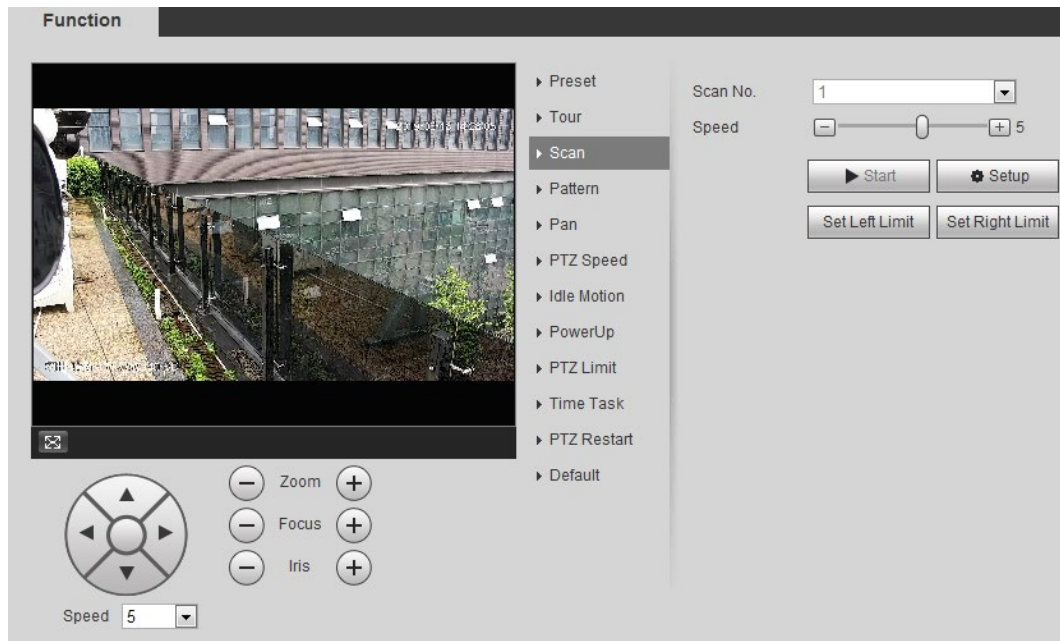 Function
Preset
Tour
Scan
Pattern
Pan
PTZ Speed
Idle Motion
PowerUp
PTZ Limit
Time Task
PTZ Restart
Default
Scan No. 1
Speed 5
Start Setup
Set Left Limit Set Right Limit
Zoom
Focus
Iris
Speed 5